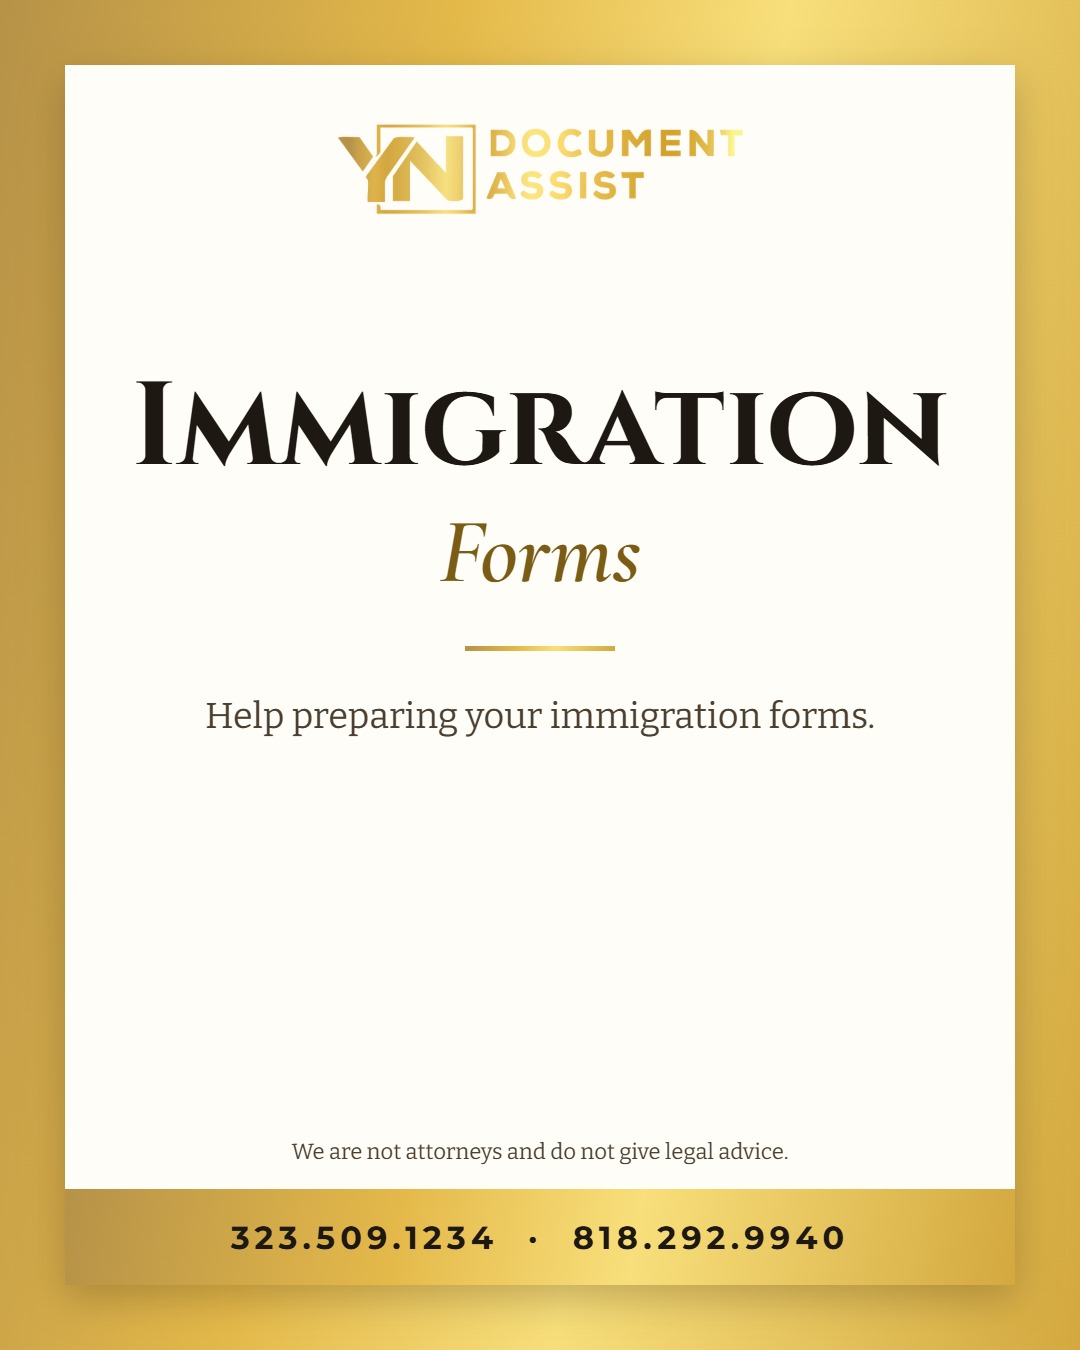 YN DOCUMENT
ASSIST
IMMIGRATION
Forms
Help preparing your immigration forms.
We are not attorneys and do not give legal advice.
323.509.1234 · 818.292.9940